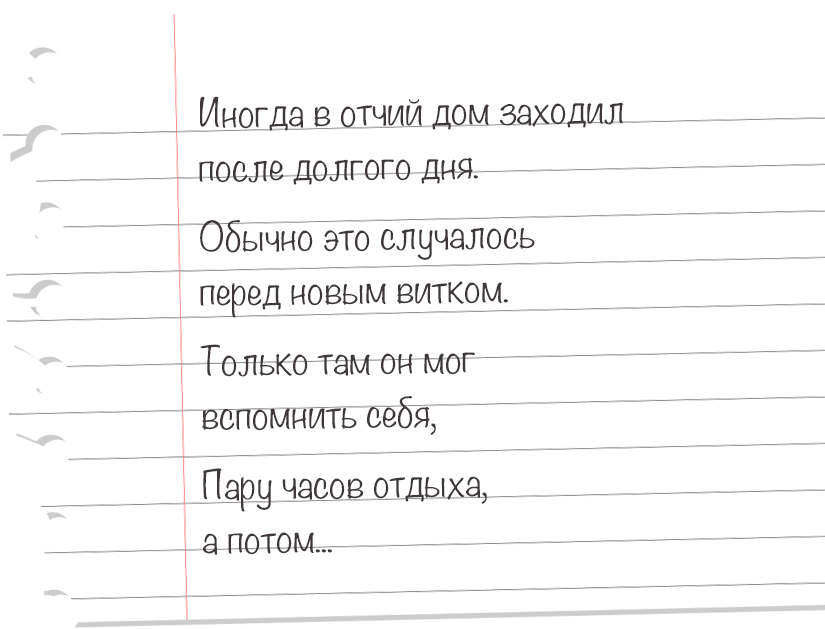 Иногда в отчий дом заходил
после долгого дня.
Обычно это случалось
перед новым витком.
Только там он мог
вспомнить себя,
Пару часов отдыха,
а потом...